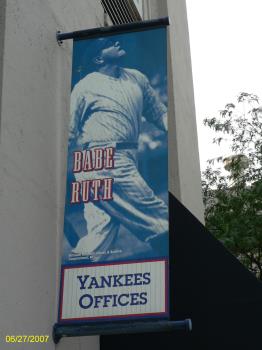 BABE
RUTH
YANKEES
OFFICES
06/27/2007